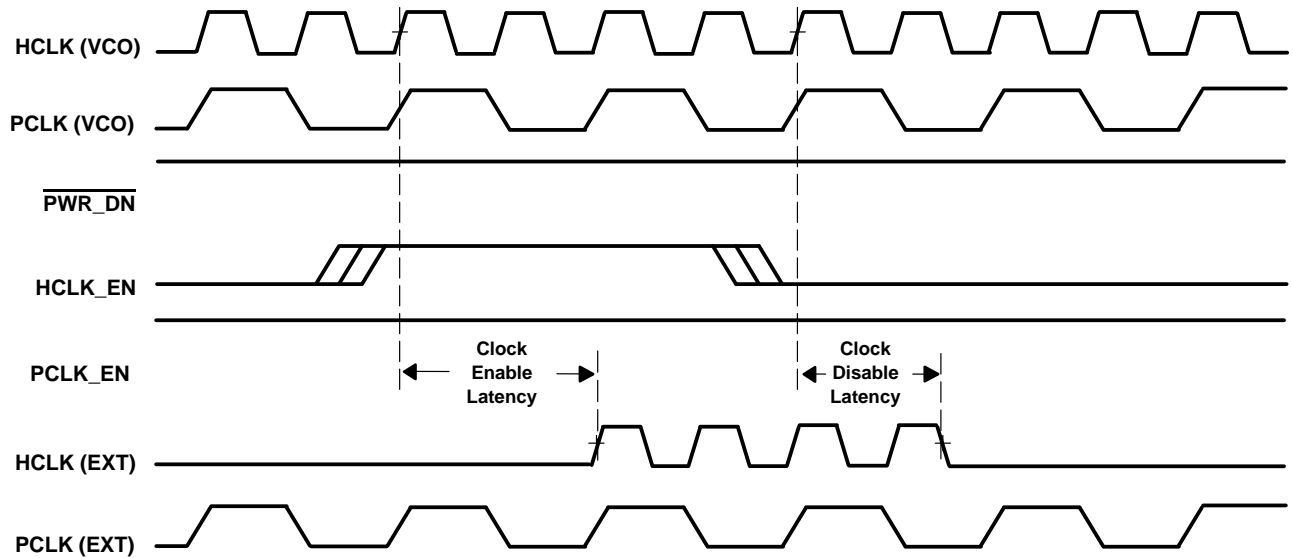 HCLK (VCO)
PCLK (VCO)
PWR_DN
HCLK_EN
PCLK_EN
Clock
Enable
Latency
Clock
Disable
Latency
HCLK (EXT)
PCLK (EXT)